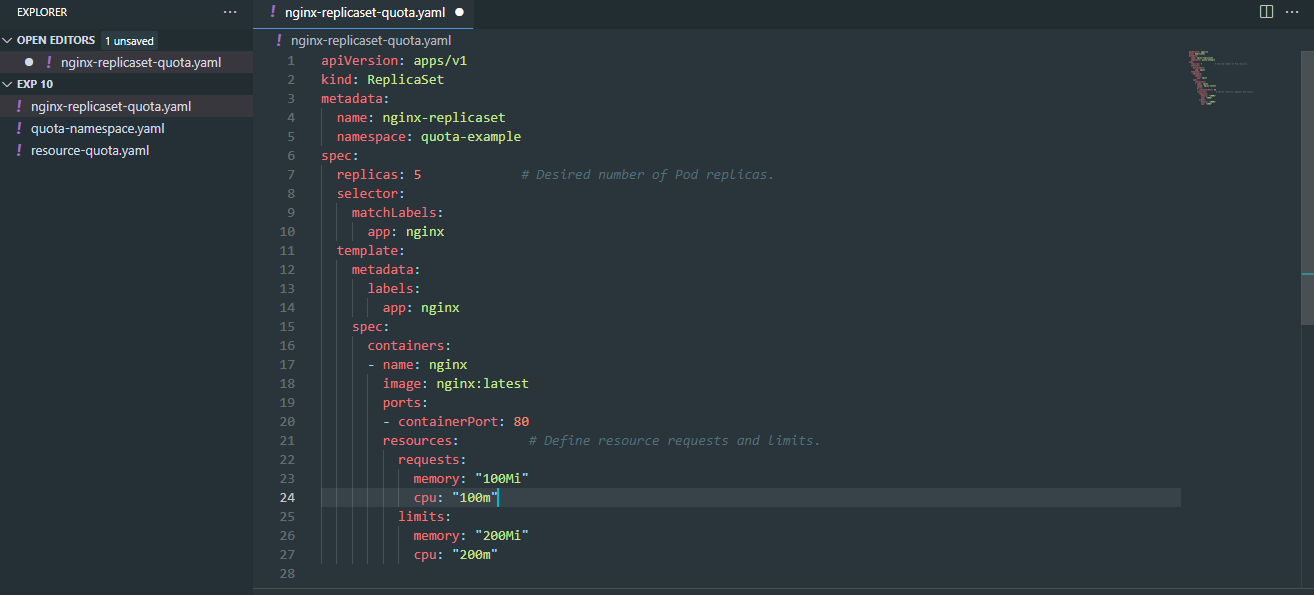 EXPLORER
OPEN EDITORS 1 unsaved
! nginx-replicaset-quota.yaml
EXP 10
! nginx-replicaset-quota.yaml
! quota-namespace.yaml
! resource-quota.yaml
! nginx-replicaset-quota.yaml
! nginx-replicaset-quota.yaml
1 apiVersion: apps/v1
2 kind: ReplicaSet
3 metadata:
4   name: nginx-replicaset
5   namespace: quota-example
6 spec:
7   replicas: 5             # Desired number of Pod replicas.
8   selector:
9     matchLabels:
10       app: nginx
11   template:
12     metadata:
13       labels:
14         app: nginx
15     spec:
16       containers:
17       - name: nginx
18         image: nginx:latest
19         ports:
20         - containerPort: 80
21         resources:         # Define resource requests and limits.
22           requests:
23             memory: "100Mi"
24             cpu: "100m"
25           limits:
26             memory: "200Mi"
27             cpu: "200m"
28